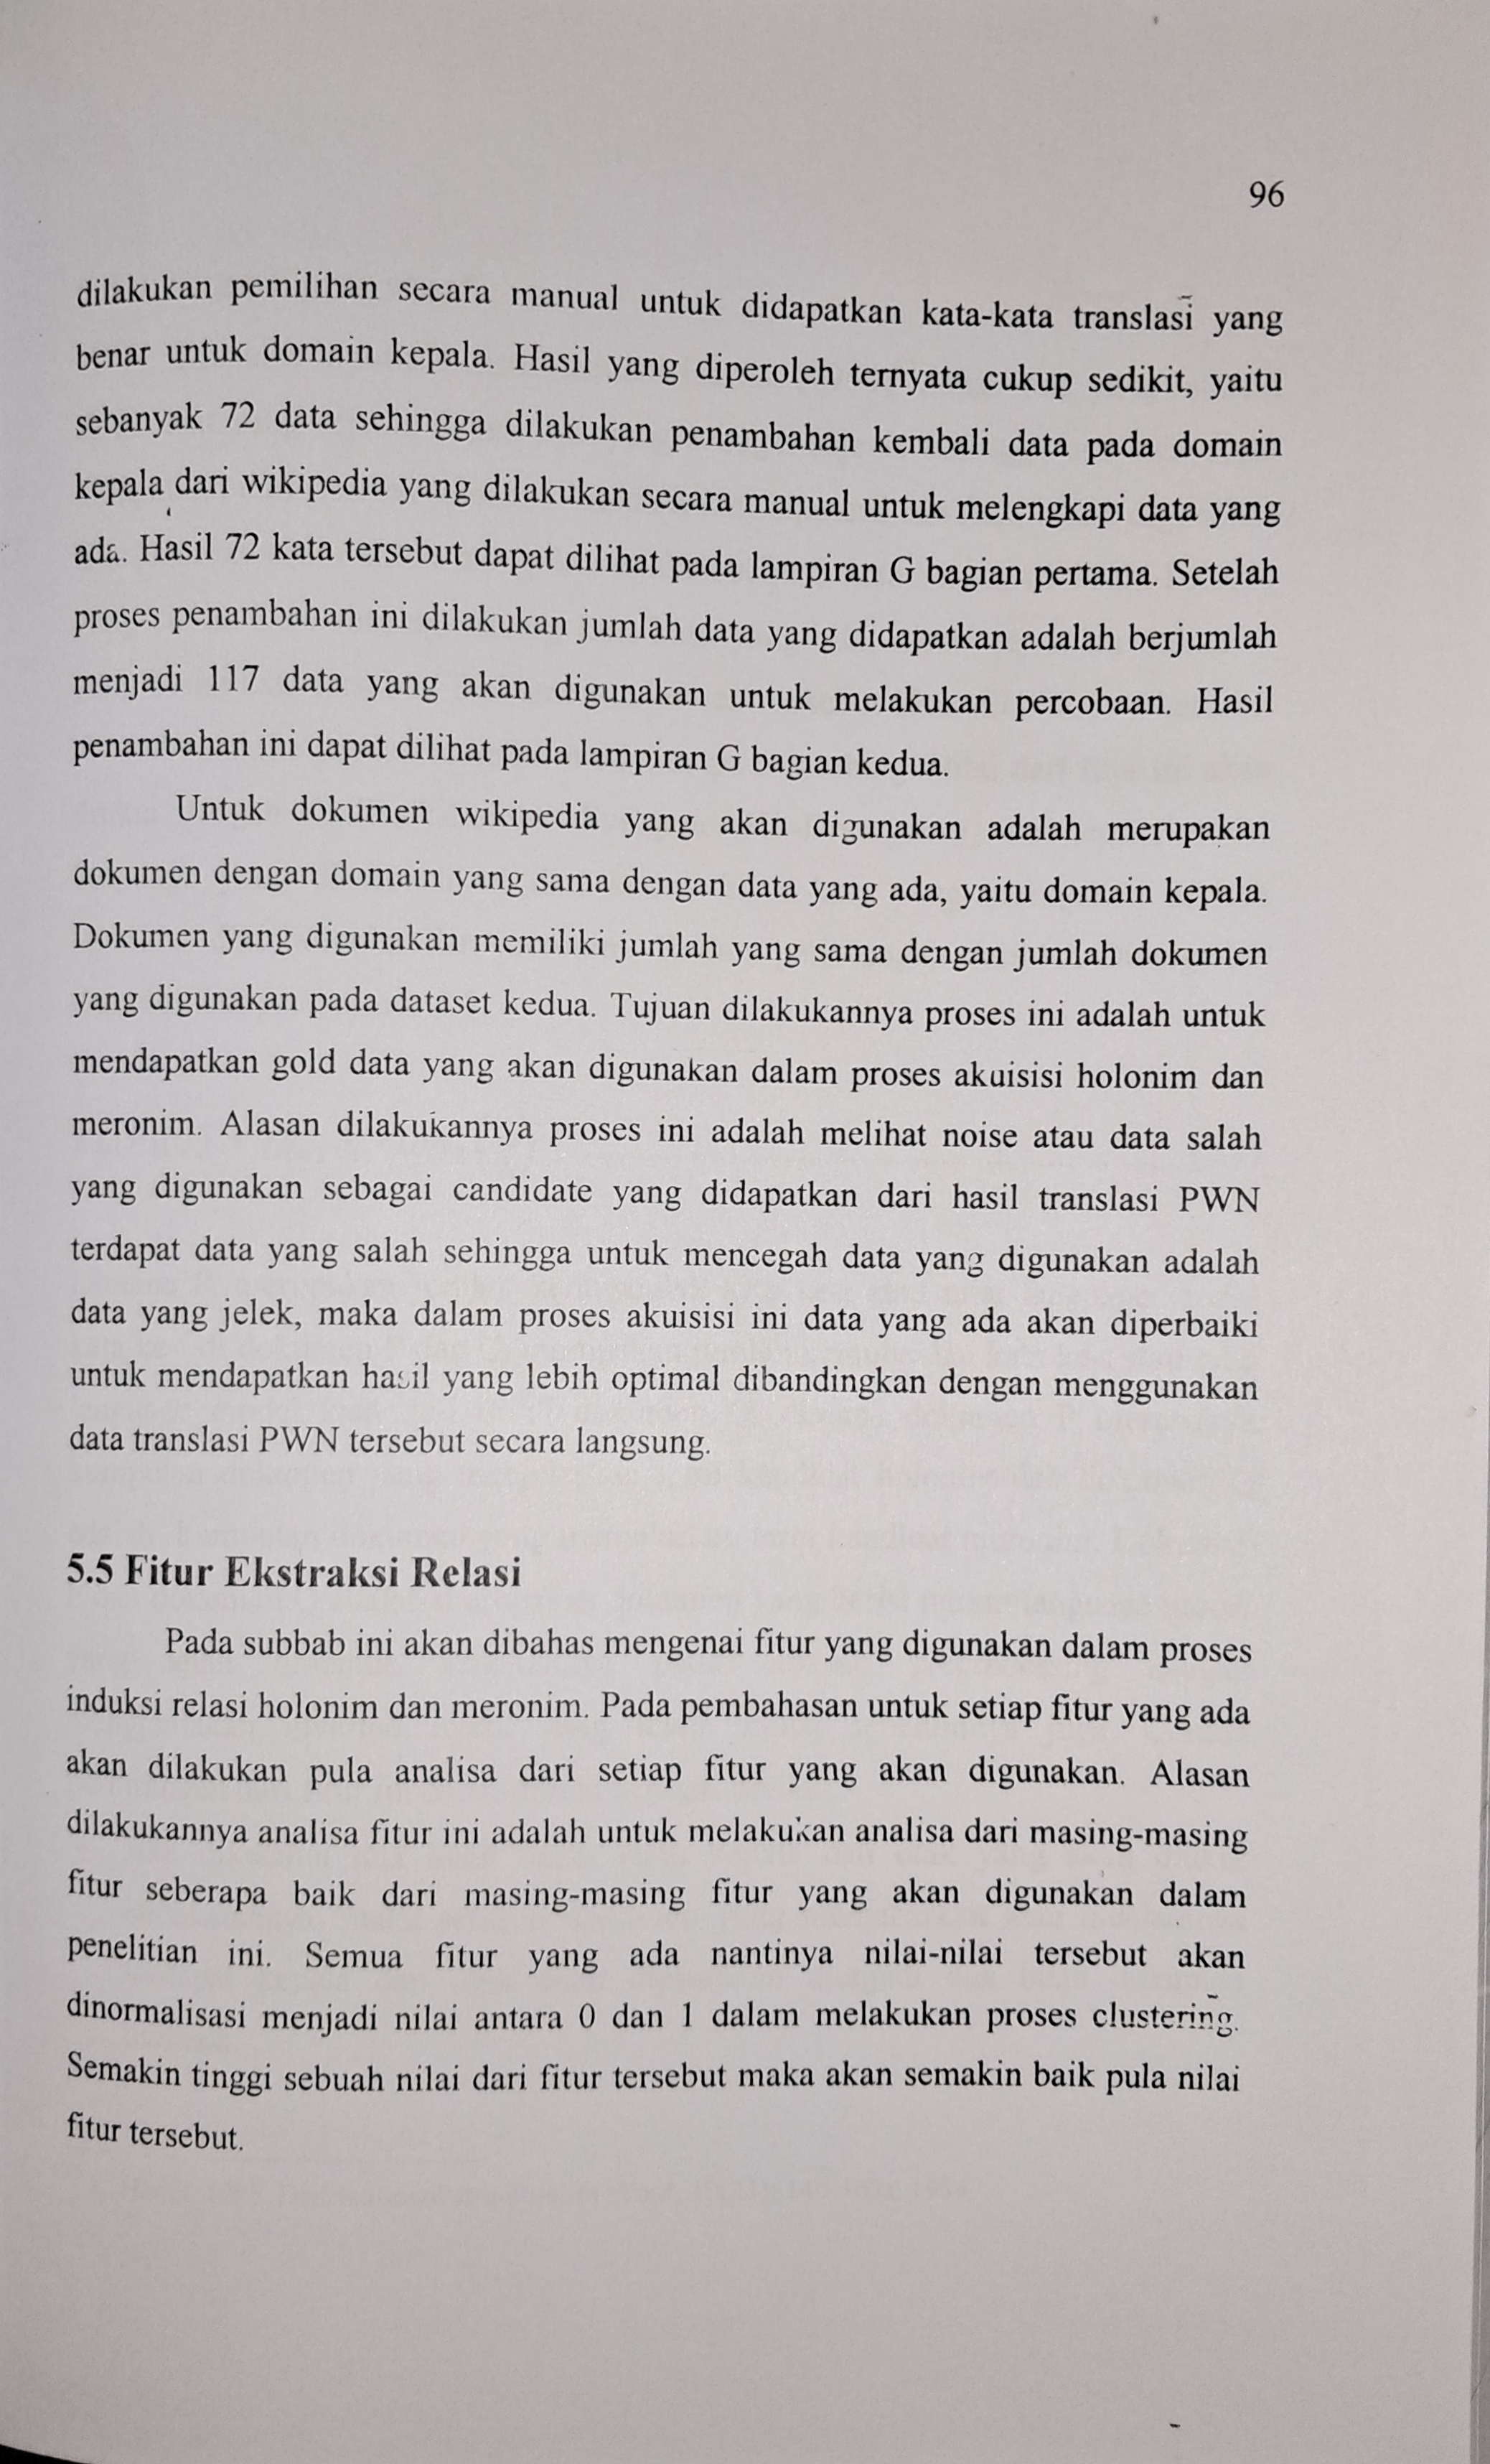 96
dilakukan pemilihan secara manual untuk didapatkan kata-kata translasi yang
benar untuk domain kepala. Hasil yang diperoleh ternyata cukup sedikit, yaitu
sebanyak 72 data sehingga dilakukan penambahan kembali data pada domain
kepala dari wikipedia yang dilakukan secara manual untuk melengkapi data yang
ada. Hasil 72 kata tersebut dapat dilihat pada lampiran G bagian pertama. Setelah
proses penambahan ini dilakukan jumlah data yang didapatkan adalah berjumlah
menjadi 117 data yang akan digunakan untuk melakukan percobaan. Hasil
penambahan ini dapat dilihat pada lampiran G bagian kedua.
Untuk dokumen wikipedia yang akan digunakan adalah merupakan
dokumen dengan domain yang sama dengan data yang ada, yaitu domain kepala.
Dokumen yang digunakan memiliki jumlah yang sama dengan jumlah dokumen
yang digunakan pada dataset kedua. Tujuan dilakukannya proses ini adalah untuk
mendapatkan gold data yang akan digunakan dalam proses akuisisi holonim dan
meronim. Alasan dilakukannya proses ini adalah melihat noise atau data salah
yang digunakan sebagai candidate yang didapatkan dari hasil translasi PWN
terdapat data yang salah sehingga untuk mencegah data yang digunakan adalah
data yang jelek, maka dalam proses akuisisi ini data yang ada akan diperbaiki
untuk mendapatkan hasil yang lebih optimal dibandingkan dengan menggunakan
data translasi PWN tersebut secara langsung.
5.5 Fitur Ekstraksi Relasi
Pada subbab ini akan dibahas mengenai fitur yang digunakan dalam proses
induksi relasi holonim dan meronim. Pada pembahasan untuk setiap fitur yang ada
akan dilakukan pula analisa dari setiap fitur yang akan digunakan. Alasan
dilakukannya analisa fitur ini adalah untuk melakukan analisa dari masing-masing
fitur seberapa baik dari masing-masing fitur yang akan digunakan dalam
penelitian ini. Semua fitur yang ada nantinya nilai-nilai tersebut akan
dinormalisasi menjadi nilai antara 0 dan 1 dalam melakukan proses clustering.
Semakin tinggi sebuah nilai dari fitur tersebut maka akan semakin baik pula nilai
fitur tersebut.